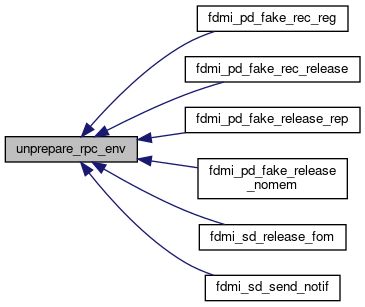 fdmi_pd_fake_rec_reg
fdmi_pd_fake_rec_release
fdmi_pd_fake_release_rep
unprepare_rpc_env
fdmi_pd_fake_release
_nomem
fdmi_sd_release_fom
fdmi_sd_send_notif